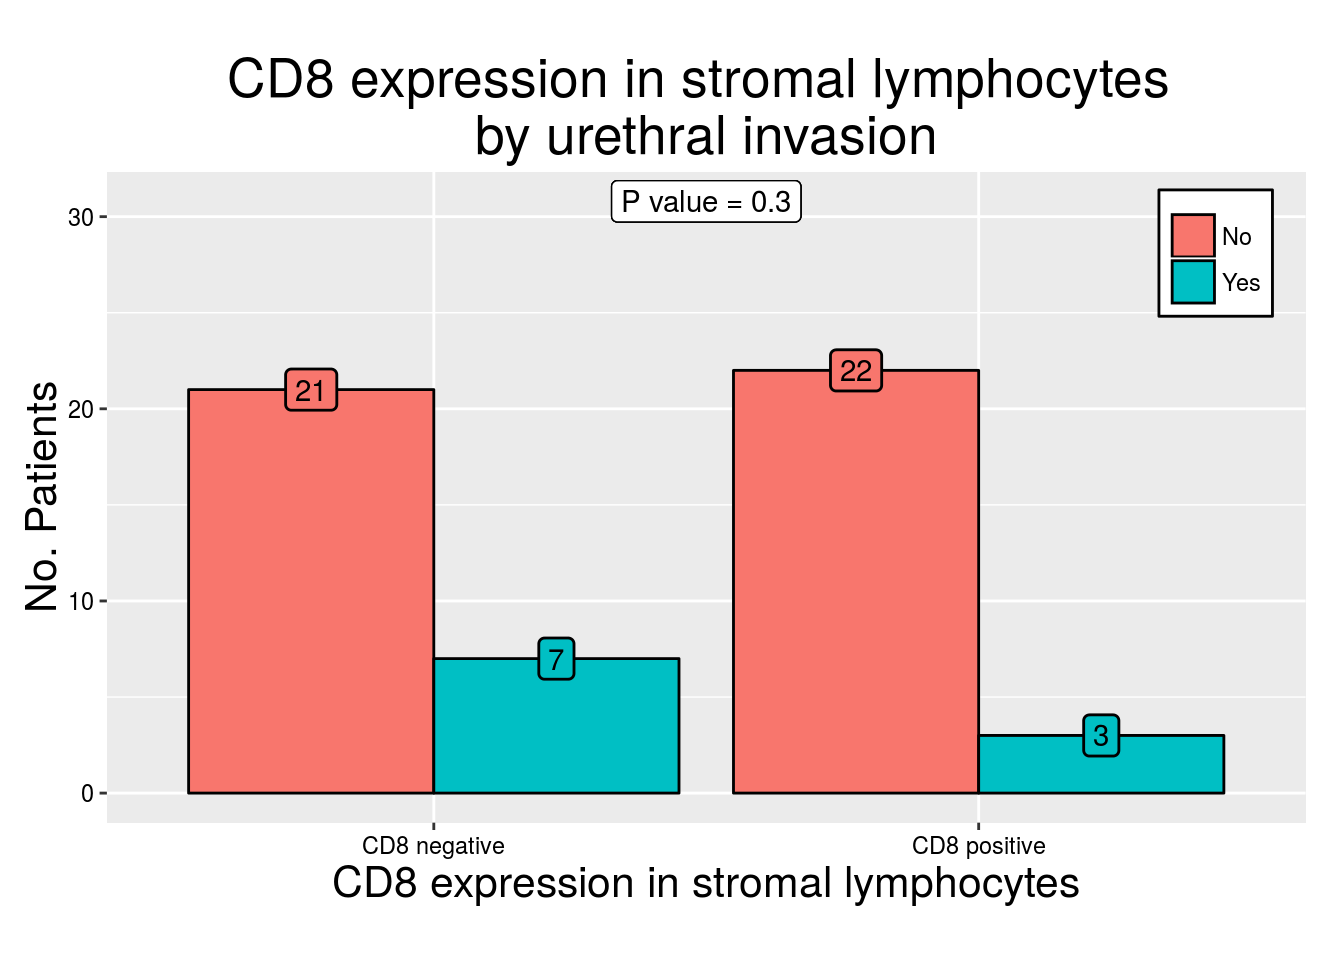 CD8 expression in stromal lymphocytes
by urethral invasion
P value = 0.3
No
Yes
30
20
10
0
No. Patients
21
7
22
3
CD8 negative
CD8 positive
CD8 expression in stromal lymphocytes